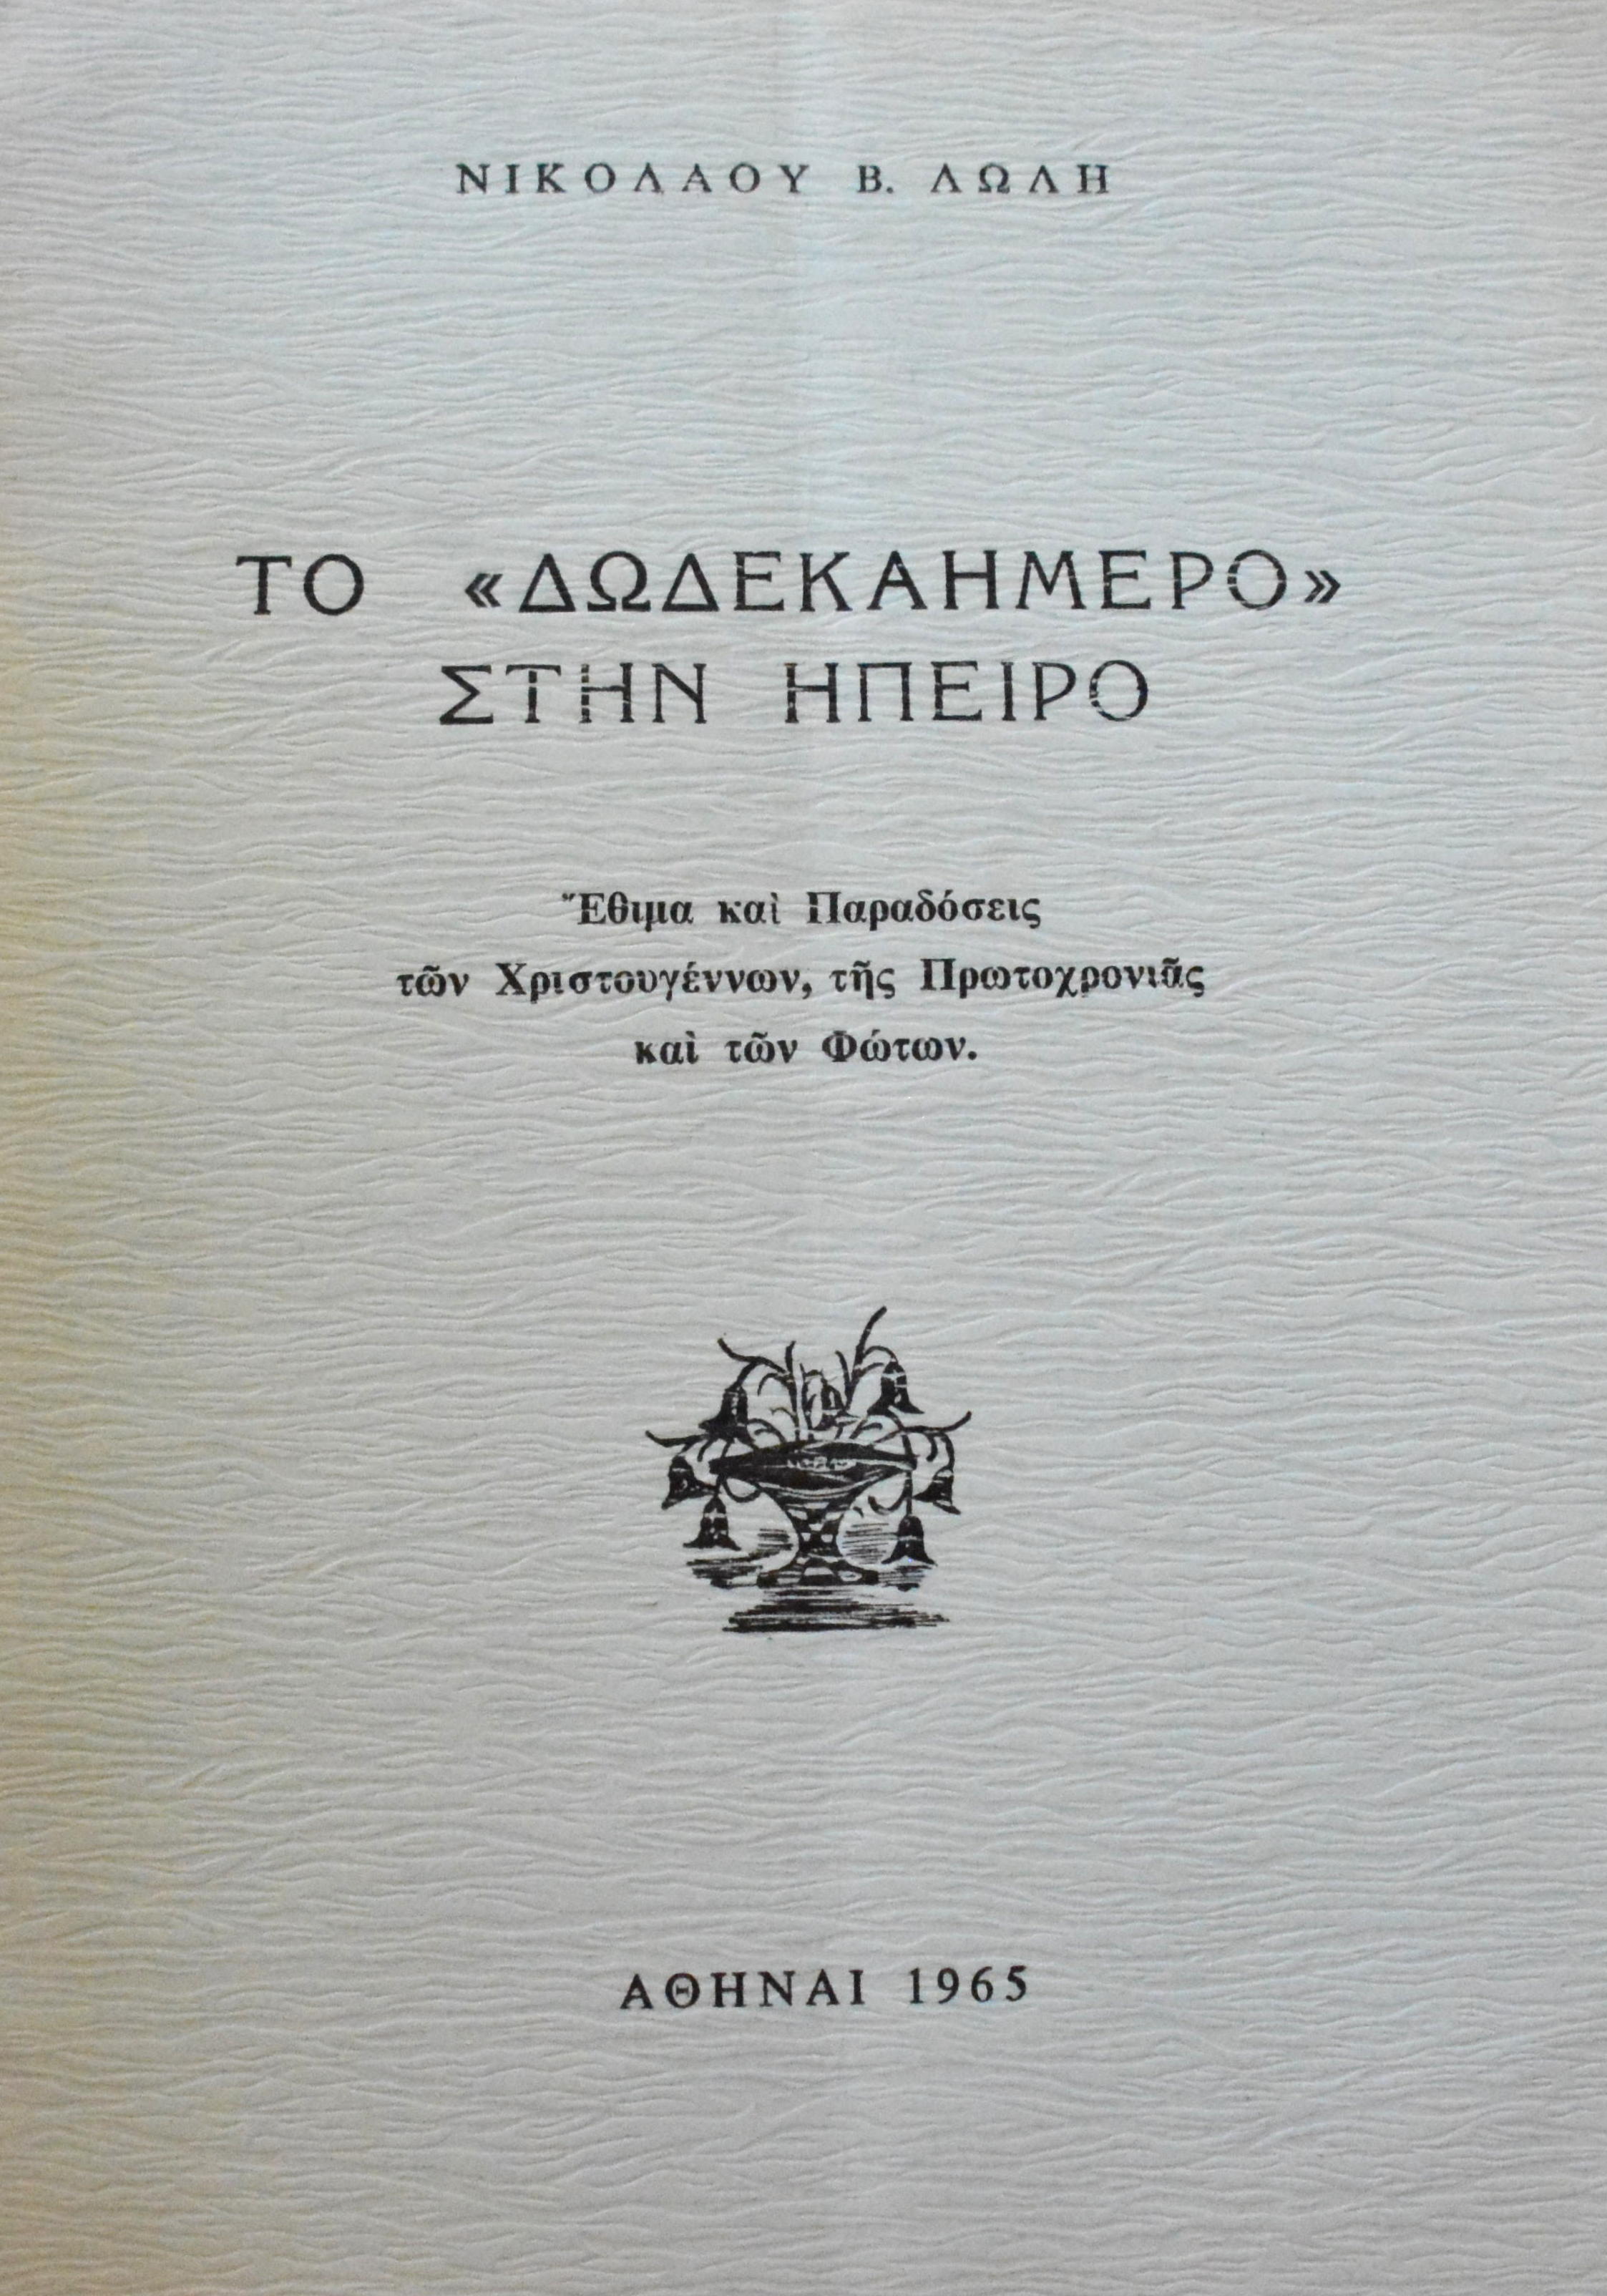 ΝΙΚΟΛΑΟΥ Β. ΛΩΛΗ
ΤΟ «ΔΩΔΕΚΑΗΜΕΡΟ»
ΣΤΗΝ ΗΠΕΙΡΟ
Ἔθιμα καὶ Παραδόσεις
τῶν Χριστουγέννων, τῆς Πρωτοχρονιᾶς
καὶ τῶν Φώτων.
ΑΘΗΝΑΙ 1965